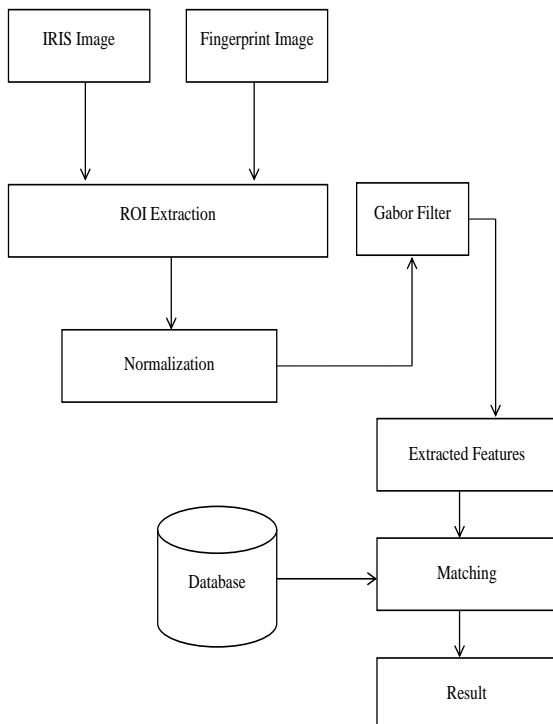 IRIS Image
Fingerprint Image
ROI Extraction
Gabor Filter
Normalization
Extracted Features
Database
Matching
Result